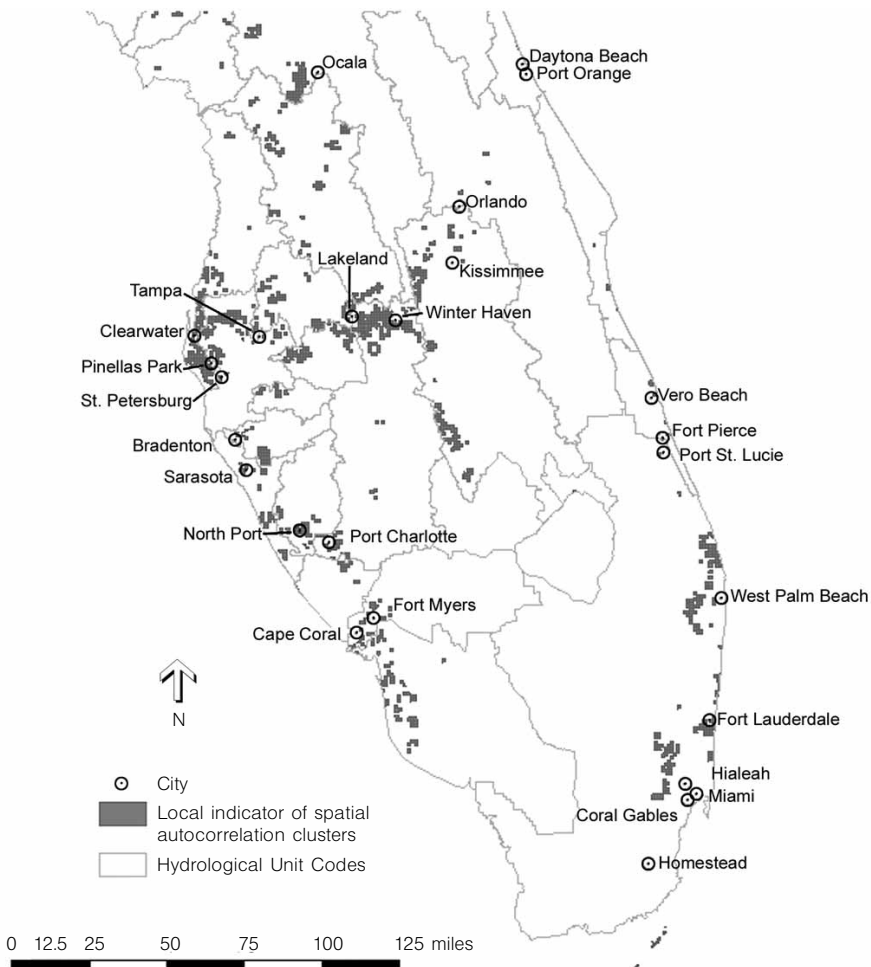 Daytona Beach
Port Orange
Ocala
Orlando
Kissimmee
Lakeland
Tampa
Winter Haven
Clearwater
Pinellas Park
St. Petersburg
Vero Beach
Fort Pierce
Port St. Lucie
Bradenton
Sarasota
North Port
Port Charlotte
West Palm Beach
Fort Myers
Cape Coral
N
Fort Lauderdale
Hialeah
Miami
Coral Gables
Homestead
City
Local indicator of spatial
autocorrelation clusters
Hydrological Unit Codes
0 12.5 25 50 75 100 125 miles